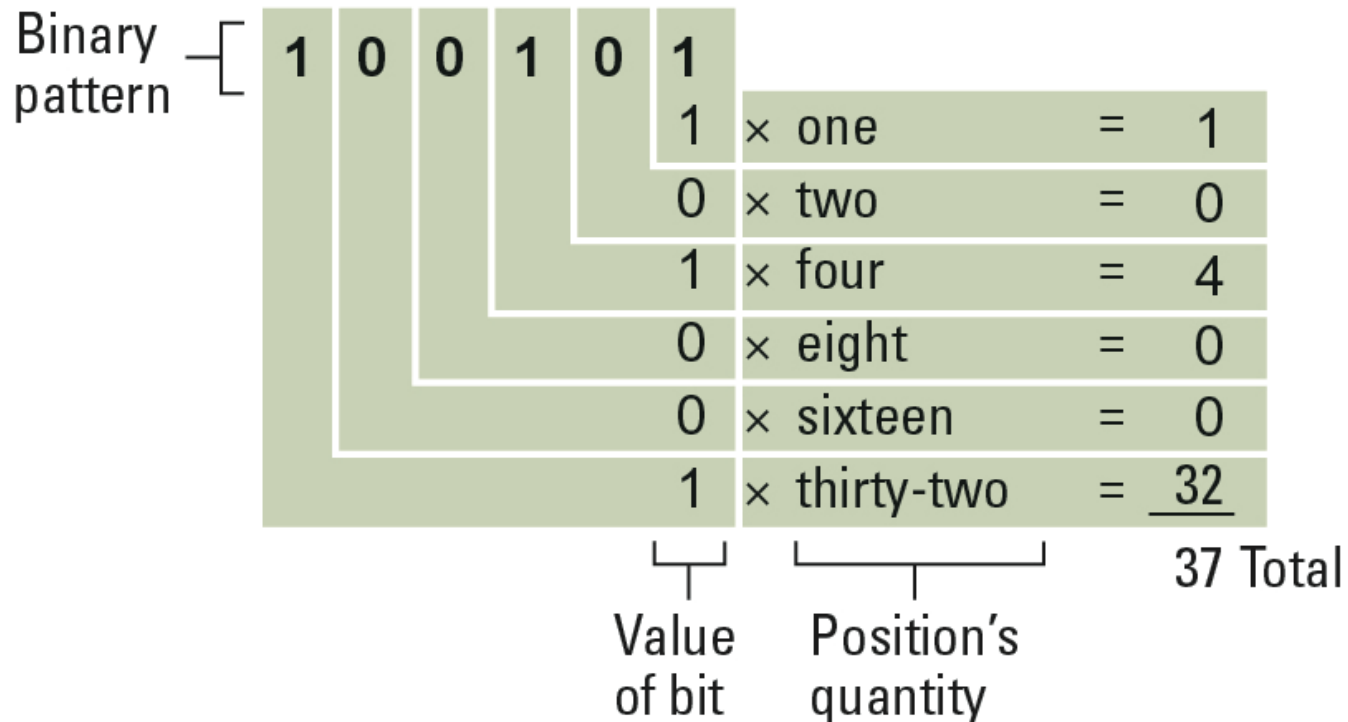 Binary
pattern
1 0 0 1 0 1
1 × one = 1
0 × two = 0
1 × four = 4
0 × eight = 0
0 × sixteen = 0
1 × thirty-two = 32
37 Total
Value
of bit
Position’s
quantity